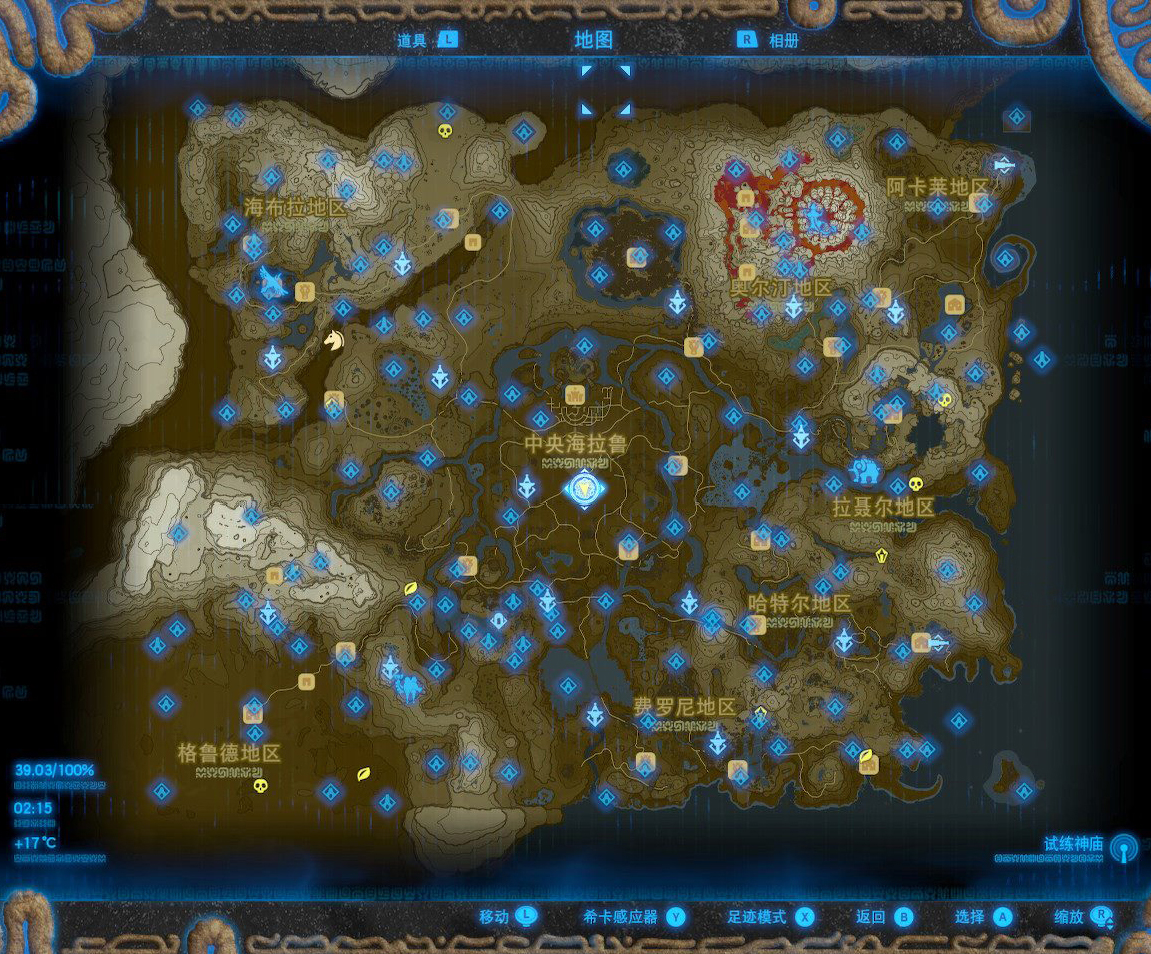 道具 L 地图 R 相册
海布拉地区
阿卡莱地区
奥尔汀地区
中央海拉鲁
拉聂尔地区
哈特尔地区
费罗尼地区
格鲁德地区
39.03/100%
02:15
+17℃
试炼神庙
移动 L 希卡感应器 Y 足迹模式 X 返回 B 选择 A 缩放 R